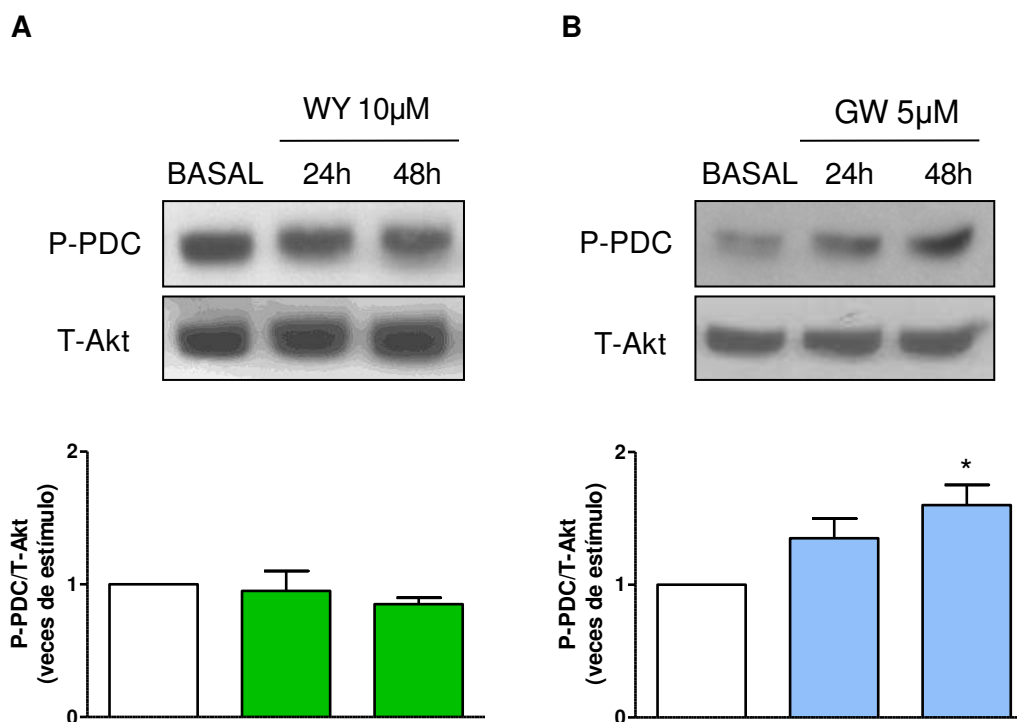 A
WY 10µM
BASAL 24h 48h
P-PDC
T-Akt
P-PDC/T-Akt
(veces de estímulo)
2
1
0
B
GW 5µM
BASAL 24h 48h
P-PDC
T-Akt
P-PDC/T-Akt
(veces de estímulo)
2
1
0
*